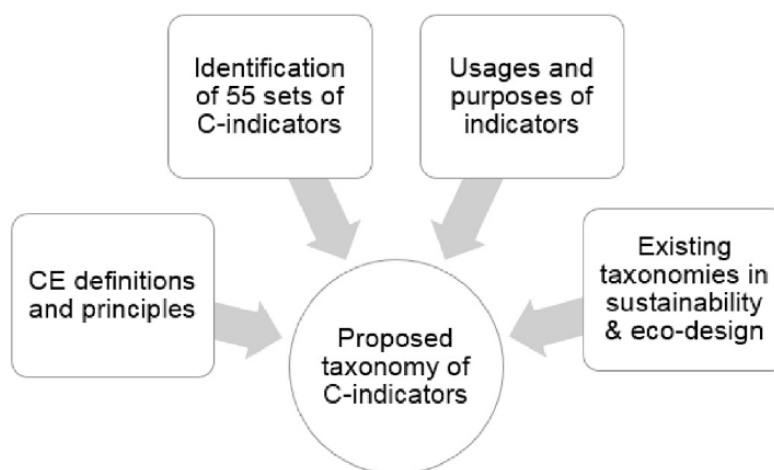 Identification
of 55 sets of
C-indicators
Usages and
purposes of
indicators
CE definitions
and principles
Existing
taxonomies in
sustainability
& eco-design
Proposed
taxonomy of
C-indicators